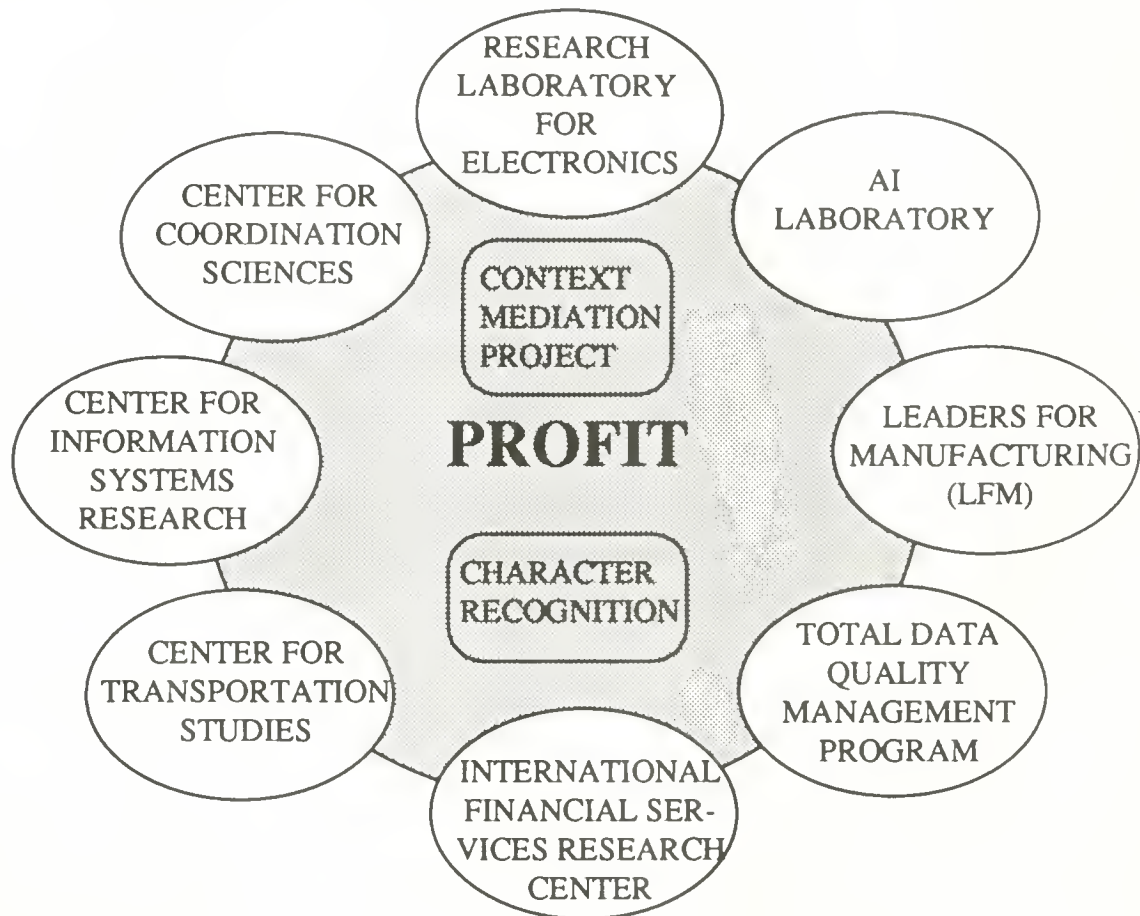 RESEARCH
LABORATORY
FOR
ELECTRONICS
AI
LABORATORY
CENTER FOR
COORDINATION
SCIENCES
CONTEXT
MEDIATION
PROJECT
CENTER FOR
INFORMATION
SYSTEMS
RESEARCH
PROFIT
LEADERS FOR
MANUFACTURING
(LFM)
CHARACTER
RECOGNITION
CENTER FOR
TRANSPORTATION
STUDIES
TOTAL DATA
QUALITY
MANAGEMENT
PROGRAM
INTERNATIONAL
FINANCIAL SER-
VICES RESEARCH
CENTER